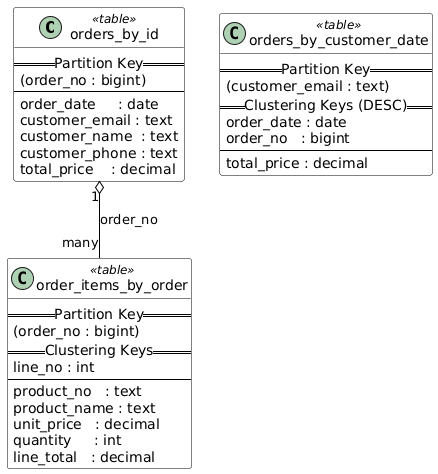 C
«table»
orders_by_id
Partition Key
(order_no : bigint)
order_date : date
customer_email : text
customer_name : text
customer_phone : text
total_price : decimal
C
«table»
orders_by_customer_date
Partition Key
(customer_email : text)
Clustering Keys (DESC)
order_date : date
order_no : bigint
total_price : decimal
1
order_no
many
C
«table»
order_items_by_order
Partition Key
(order_no : bigint)
Clustering Keys
line_no : int
product_no : text
product_name : text
unit_price : decimal
quantity : int
line_total : decimal